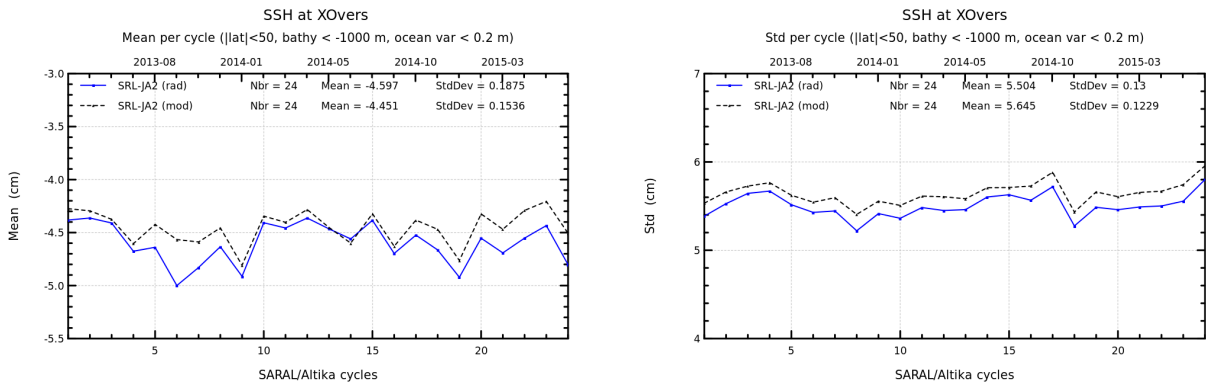 SSH at XOvers
Mean per cycle (|lat|<50, bathy < -1000 m, ocean var < 0.2 m)
2013-08 2014-01 2014-05 2014-10 2015-03
SRL-JA2 (rad) Nbr = 24 Mean = -4.597 StdDev = 0.1875
SRL-JA2 (mod) Nbr = 24 Mean = -4.451 StdDev = 0.1536
-3.0
-3.5
-4.0
-4.5
-5.0
-5.5
Mean (cm)
5 10 15 20
SARAL/Altika cycles
SSH at XOvers
Std per cycle (|lat|<50, bathy < -1000 m, ocean var < 0.2 m)
2013-08 2014-01 2014-05 2014-10 2015-03
SRL-JA2 (rad) Nbr = 24 Mean = 5.504 StdDev = 0.13
SRL-JA2 (mod) Nbr = 24 Mean = 5.645 StdDev = 0.1229
7
6
5
4
Std (cm)
5 10 15 20
SARAL/Altika cycles